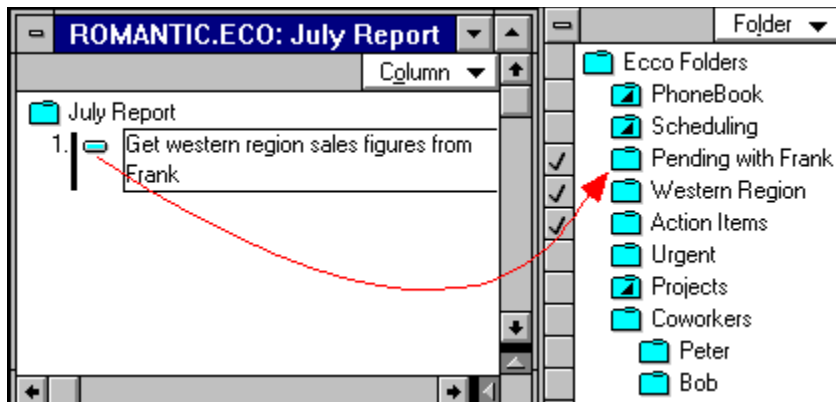 ROMANTIC.ECO: July Report
Column
July Report
1. Get western region sales figures from
Frank
Folder
Ecco Folders
PhoneBook
Scheduling
Pending with Frank
Western Region
Action Items
Urgent
Projects
Coworkers
Peter
Bob